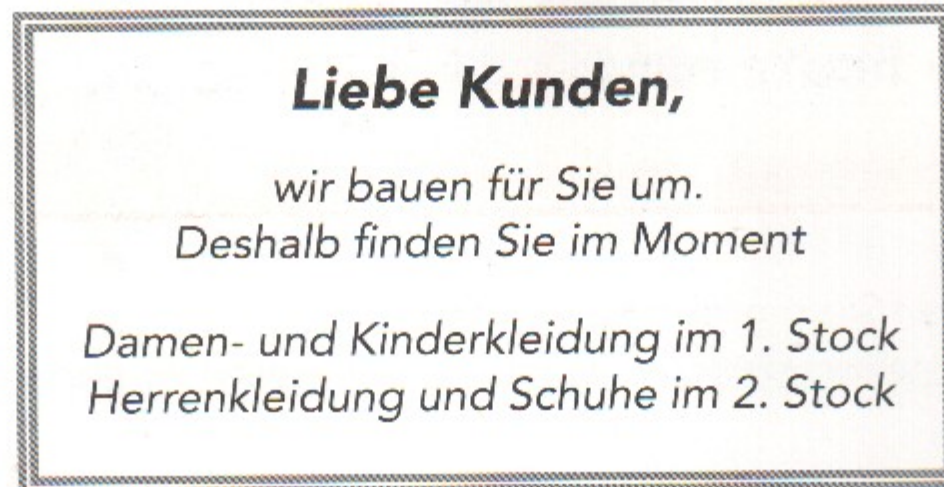 Liebe Kunden,
wir bauen für Sie um.
Deshalb finden Sie im Moment
Damen- und Kinderkleidung im 1. Stock
Herrenkleidung und Schuhe im 2. Stock